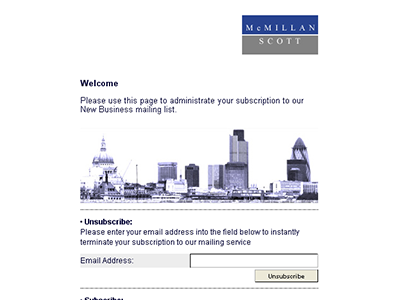 McMILLAN
SCOTT
Welcome
Please use this page to administrate your subscription to our
New Business mailing list.
• Unsubscribe:
Please enter your email address into the field below to instantly
terminate your subscription to our mailing service
Email Address:
Unsubscribe
• Subscribe: